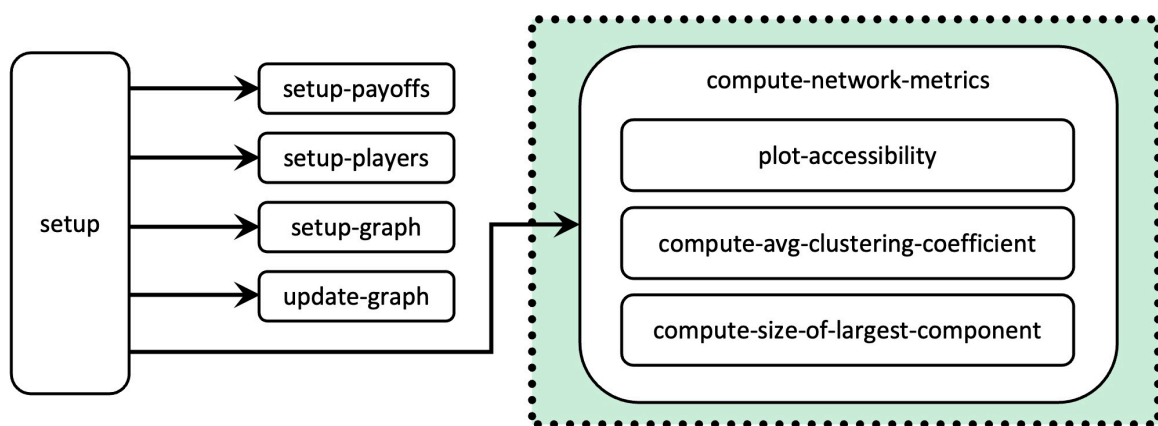 setup
setup-payoffs
setup-players
setup-graph
update-graph
compute-network-metrics
plot-accessibility
compute-avg-clustering-coefficient
compute-size-of-largest-component